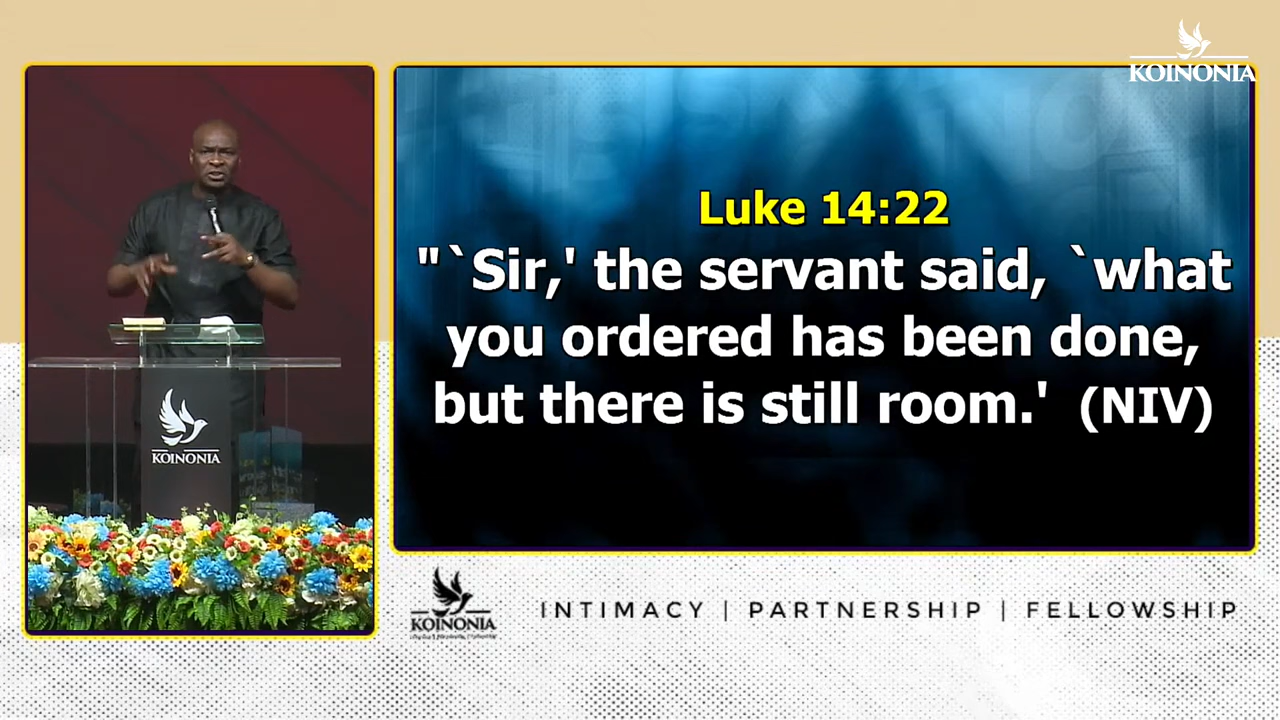 KOINONIA
Luke 14:22
"`Sir,' the servant said, `what
you ordered has been done,
but there is still room.' (NIV)
KOINONIA
KOINONIA
INTIMACY | PARTNERSHIP | FELLOWSHIP